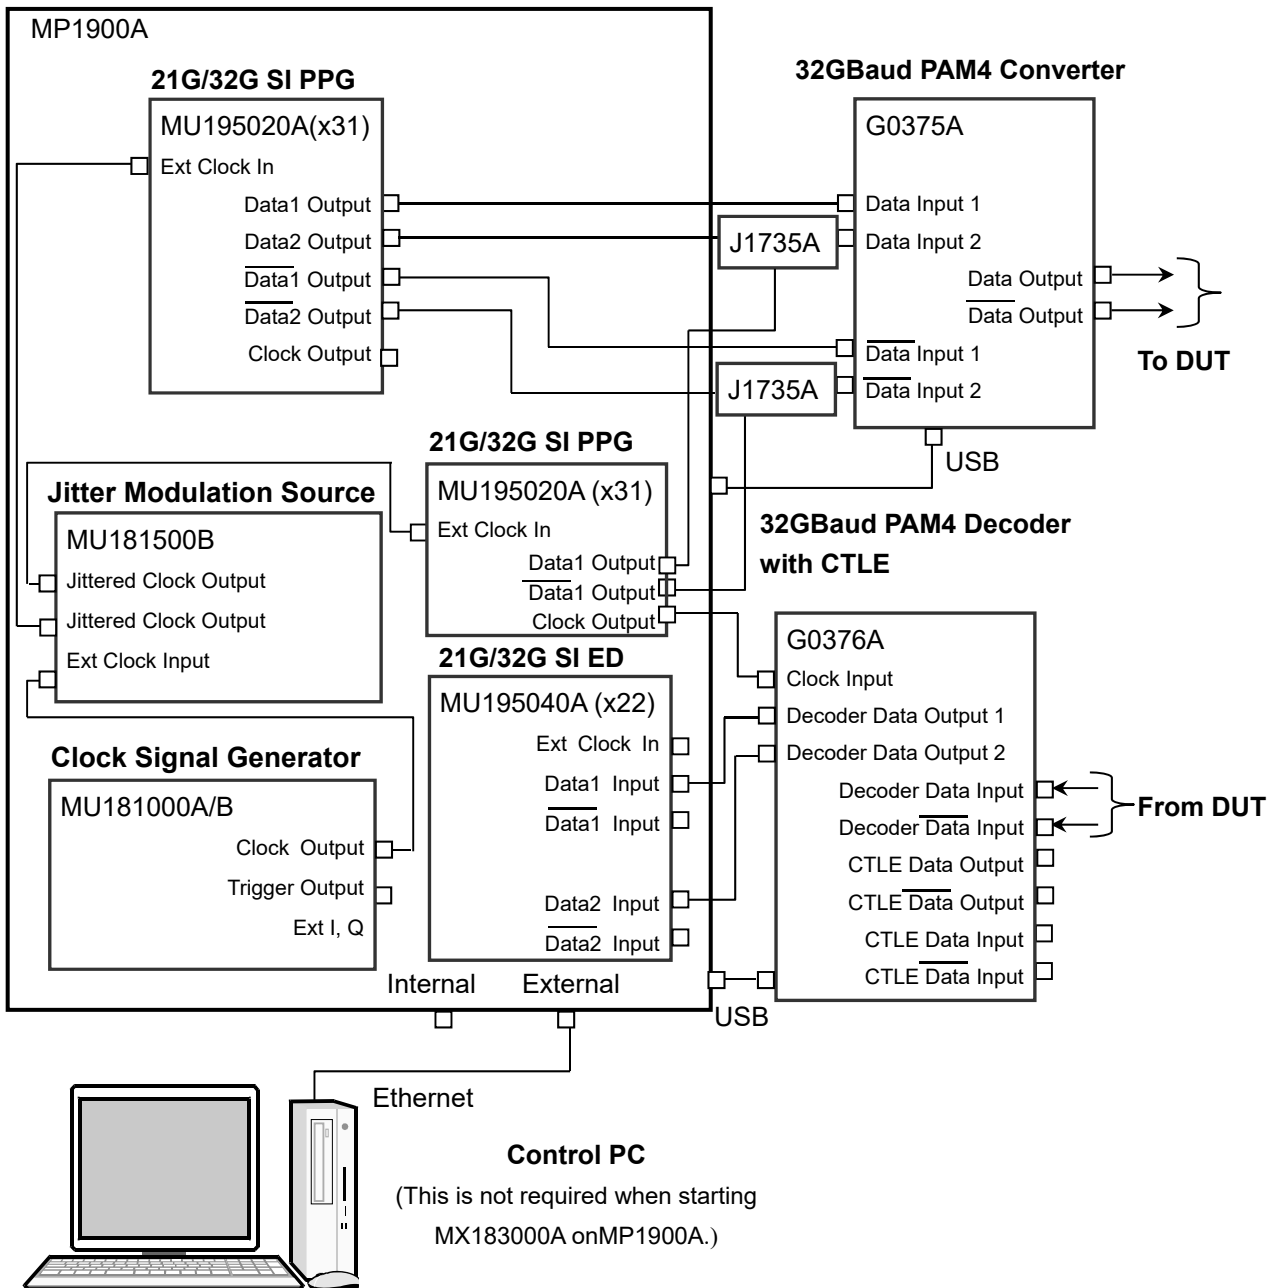 MP1900A
21G/32G SI PPG
MU195020A(x31)
Ext Clock In
Data1 Output
Data2 Output
Data1 Output
Data2 Output
Clock Output
32GBaud PAM4 Converter
G0375A
Data Input 1
Data Input 2
Data Output
Data Output
Data Input 1
Data Input 2
J1735A
J1735A
To DUT
USB
21G/32G SI PPG
MU195020A (x31)
Ext Clock In
Data1 Output
Data1 Output
Clock Output
Jitter Modulation Source
MU181500B
Jittered Clock Output
Jittered Clock Output
Ext Clock Input
32GBaud PAM4 Decoder
with CTLE
G0376A
Clock Input
Decoder Data Output 1
Decoder Data Output 2
Decoder Data Input
Decoder Data Input
CTLE Data Output
CTLE Data Output
CTLE Data Input
CTLE Data Input
From DUT
21G/32G SI ED
MU195040A (x22)
Ext Clock In
Data1 Input
Data1 Input
Data2 Input
Data2 Input
Clock Signal Generator
MU181000A/B
Clock Output
Trigger Output
Ext I, Q
Internal
External
USB
Ethernet
Control PC
(This is not required when starting
MX183000A onMP1900A.)